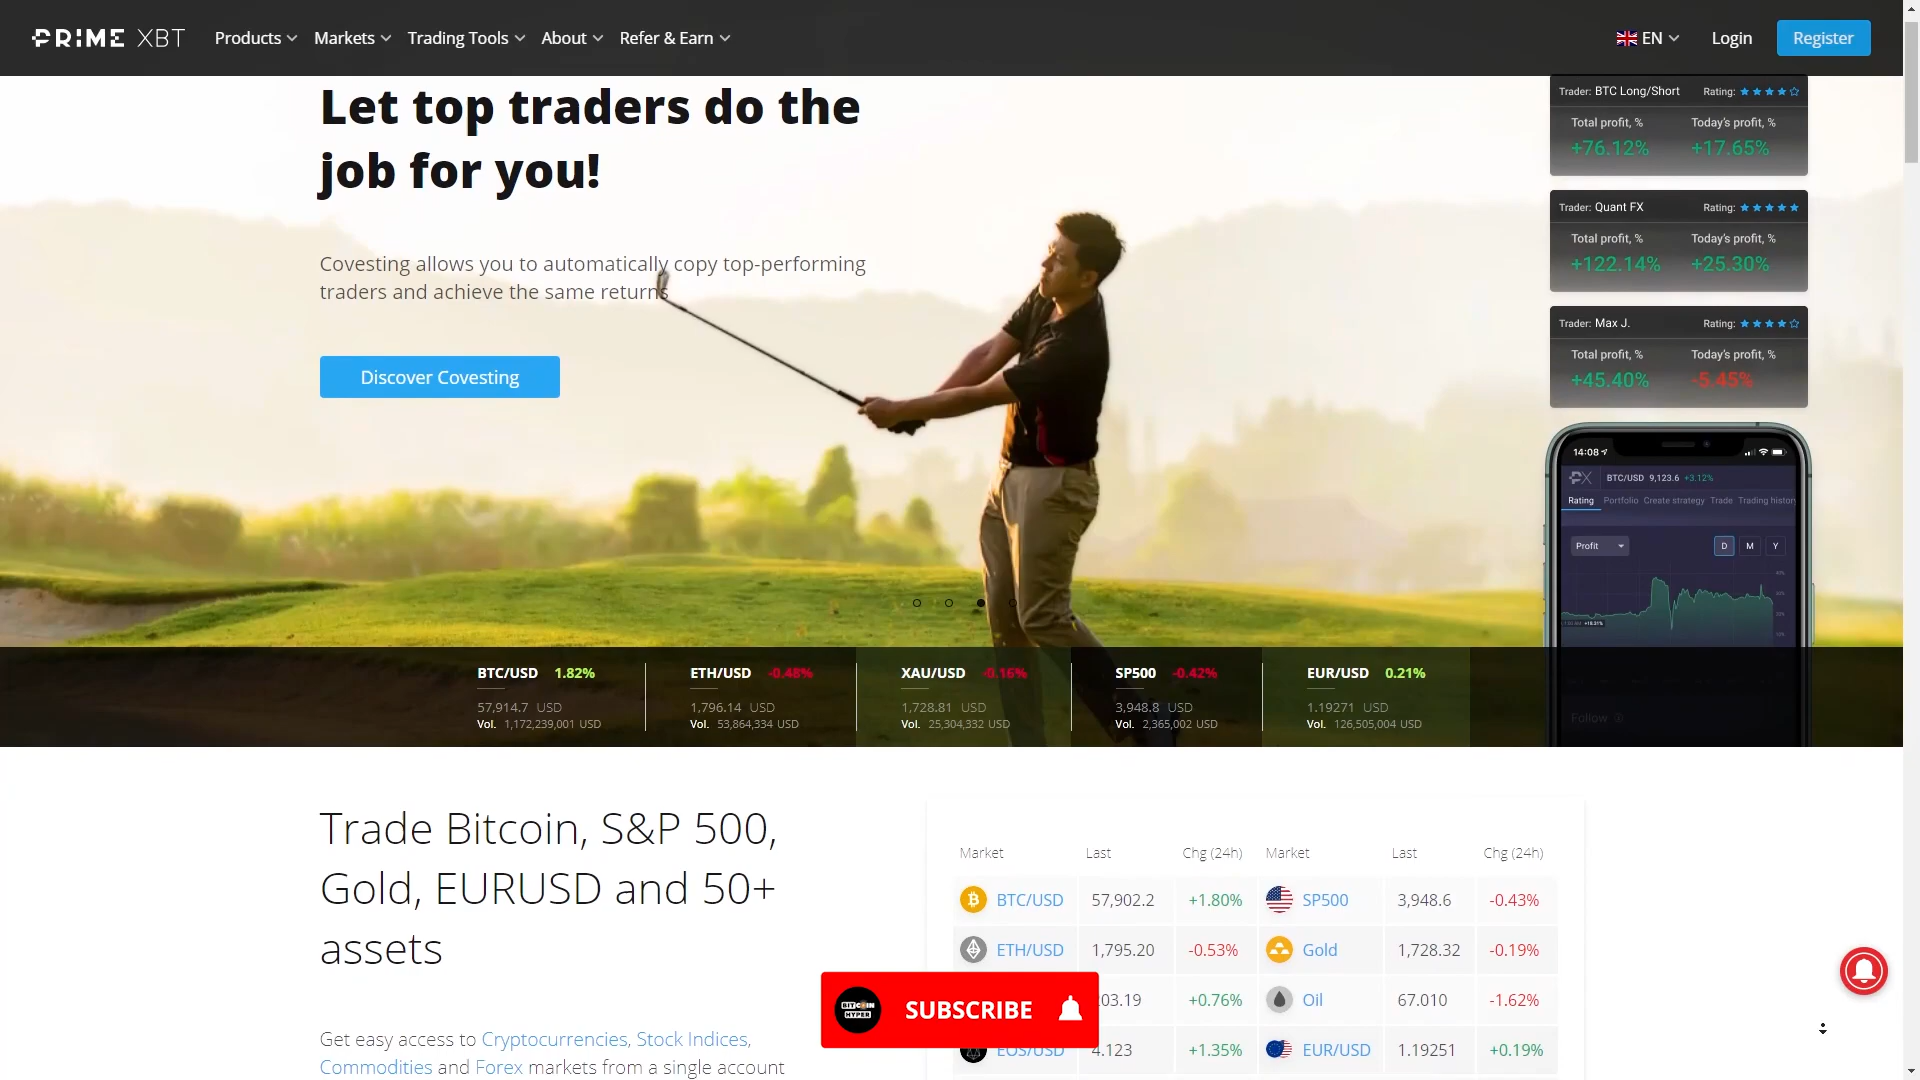 PRIME XBT
Products Markets Trading Tools About Refer & Earn
EN Login Register
Let top traders do the
job for you!
Covesting allows you to automatically copy top-performing
traders and achieve the same returns
Discover Covesting
Trader: BTC Long/Short Rating:
Total profit, % Today's profit, %
+76.12% +17.65%
Trader: Quant FX Rating:
Total profit, % Today's profit, %
+122.14% +25.30%
Trader: Max J. Rating:
Total profit, % Today's profit, %
+45.40% -5.45%
14:08
PX BTC/USD 9,123.6 +3.12%
Rating Portfolio Create strategy Trade Trading history
Profit D M Y
Follow
BTC/USD 1.82%
57,914.7 USD
Vol. 1,172,239,001 USD
ETH/USD -0.48%
1,796.14 USD
Vol. 53,864,334 USD
XAU/USD -0.16%
1,728.81 USD
Vol. 25,304,332 USD
SP500 -0.42%
3,948.8 USD
Vol. 2,365,002 USD
EUR/USD 0.21%
1.19271 USD
Vol. 126,505,004 USD
Trade Bitcoin, S&P 500,
Gold, EURUSD and 50+
assets
Get easy access to Cryptocurrencies, Stock Indices,
Commodities and Forex markets from a single account
Market Last Chg (24h) Market Last Chg (24h)
BTC/USD 57,902.2 +1.80% SP500 3,948.6 -0.43%
ETH/USD 1,795.20 -0.53% Gold 1,728.32 -0.19%
03.19 +0.76% Oil 67.010 -1.62%
EOS/USD 4.123 +1.35% EUR/USD 1.19251 +0.19%
BITCOIN
HYPER
SUBSCRIBE